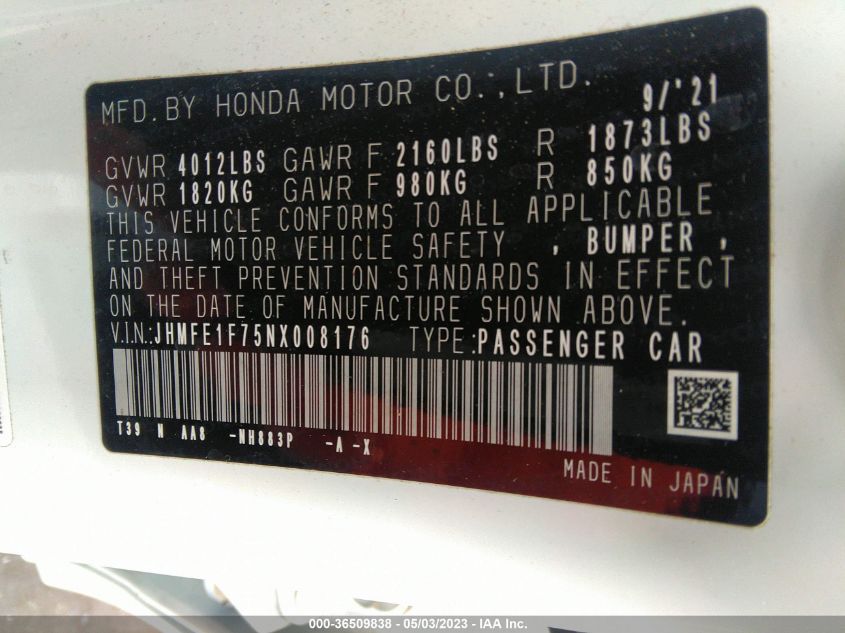 MFD. BY HONDA MOTOR CO., LTD. 9/'21
GVWR 4012LBS GAWR F 2160LBS R 1873LBS
GVWR 1820KG GAWR F 980KG R 850KG
THIS VEHICLE CONFORMS TO ALL APPLICABLE
FEDERAL MOTOR VEHICLE SAFETY , BUMPER ,
AND THEFT PREVENTION STANDARDS IN EFFECT
ON THE DATE OF MANUFACTURE SHOWN ABOVE.
V.I.N.:JHMFE1F75NX008176 TYPE:PASSENGER CAR
T39 N AA8 -NH883P -A -X
MADE IN JAPAN
000-36509838 - 05/03/2023 - IAA Inc.